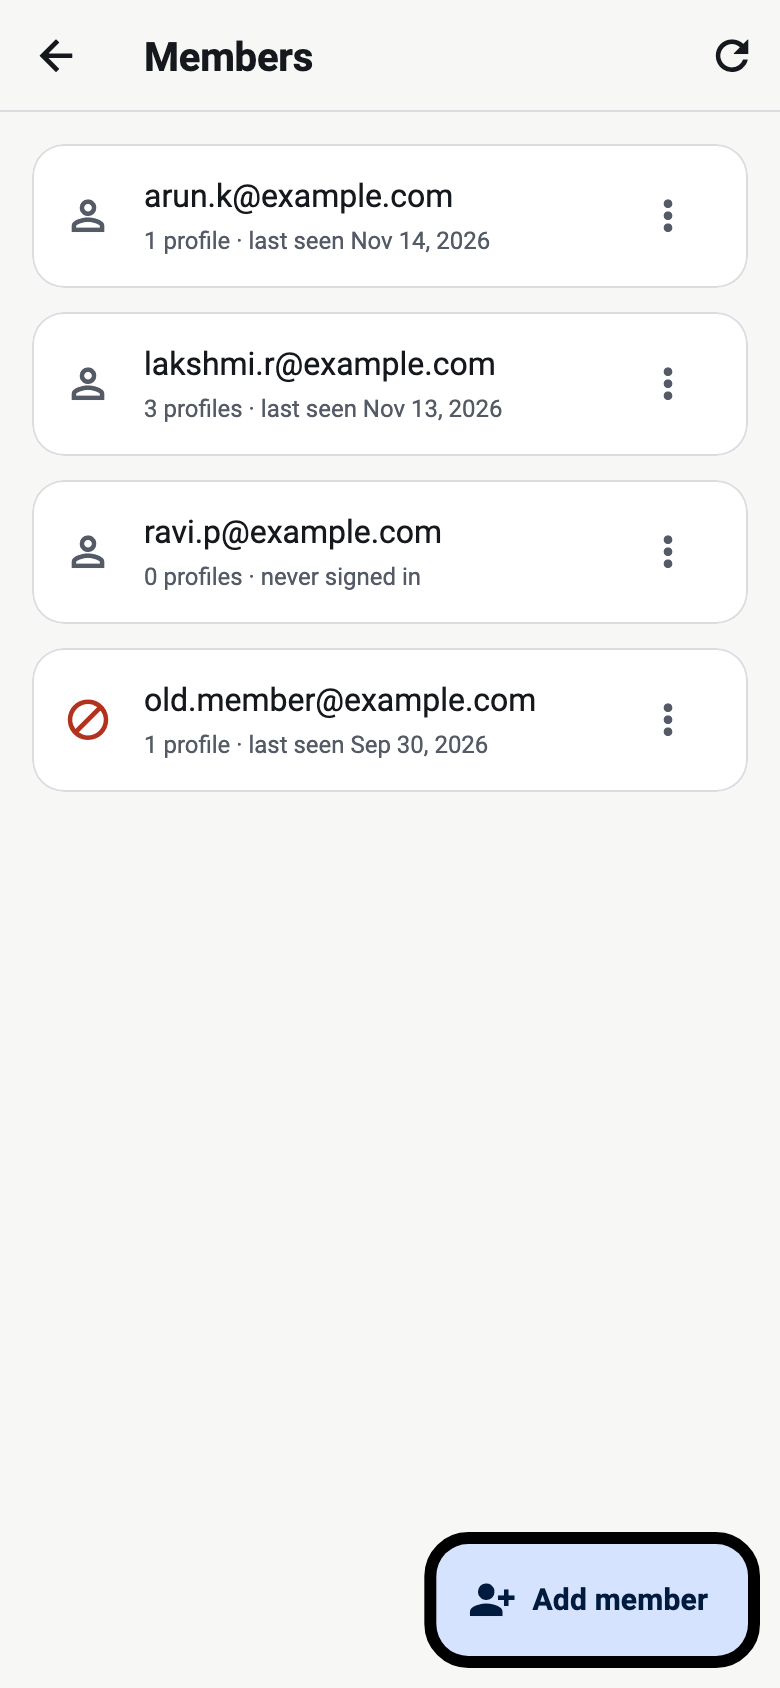 Members
arun.k@example.com
1 profile · last seen Nov 14, 2026
lakshmi.r@example.com
3 profiles · last seen Nov 13, 2026
ravi.p@example.com
0 profiles · never signed in
old.member@example.com
1 profile · last seen Sep 30, 2026
Add member